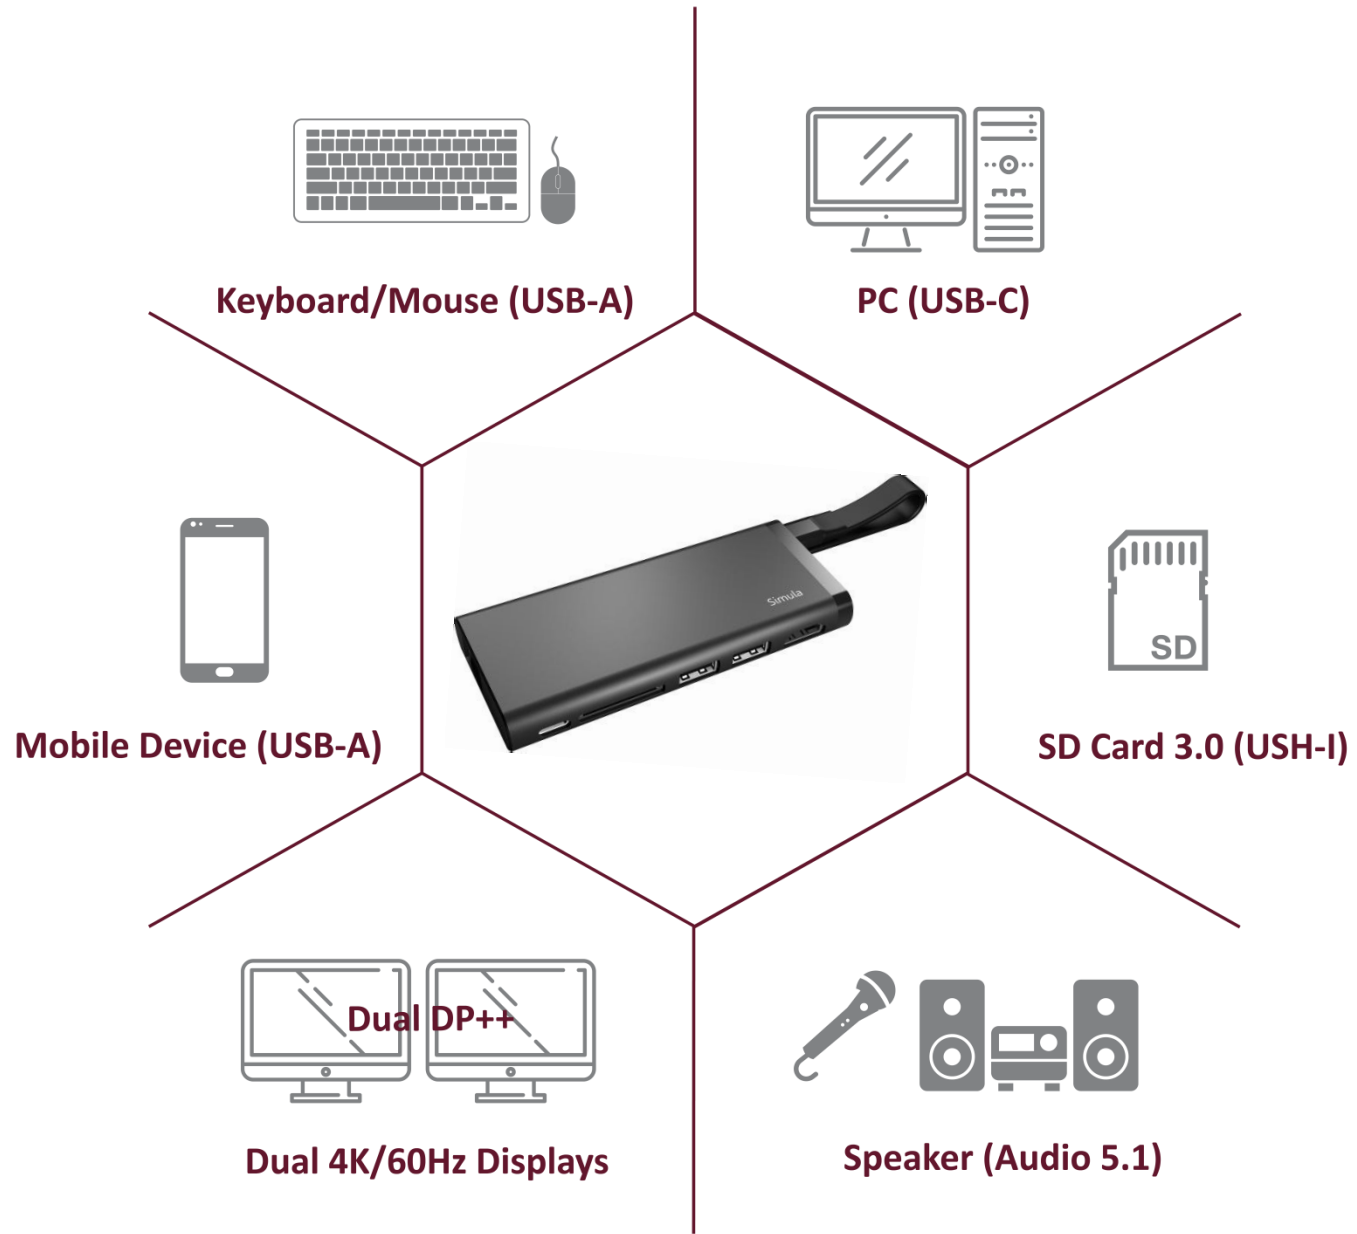 Keyboard/Mouse (USB-A)
PC (USB-C)
Simula
SD
Mobile Device (USB-A)
SD Card 3.0 (USH-I)
Dual DP++
Dual 4K/60Hz Displays
Speaker (Audio 5.1)